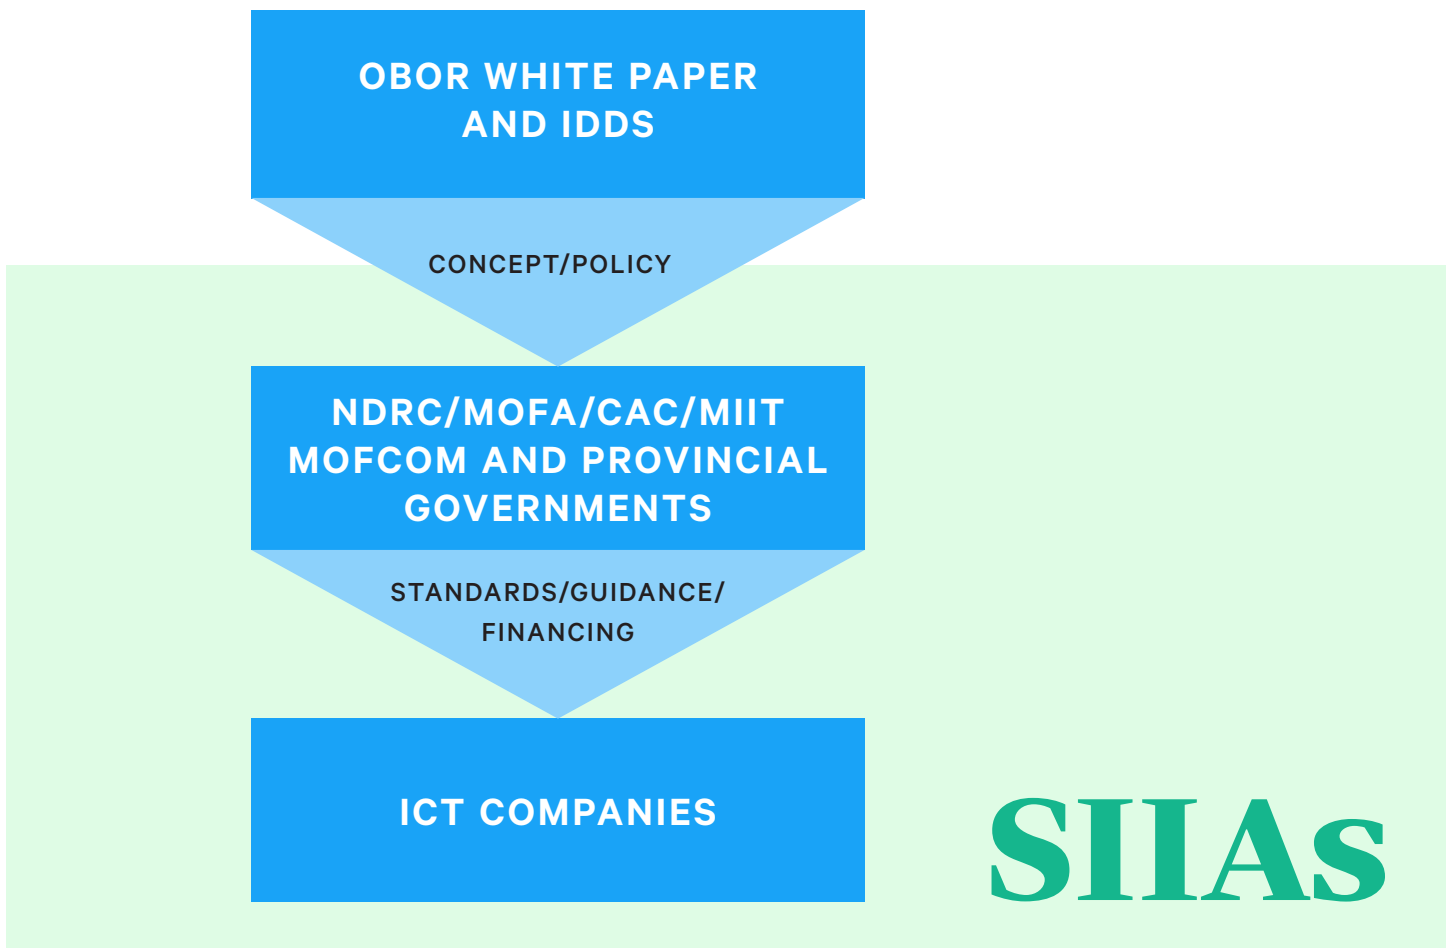 OBOR WHITE PAPER
AND IDDS
CONCEPT/POLICY
NDRC/MOFA/CAC/MIIT
MOFCOM AND PROVINCIAL
GOVERNMENTS
STANDARDS/GUIDANCE/
FINANCING
ICT COMPANIES
SIIAs